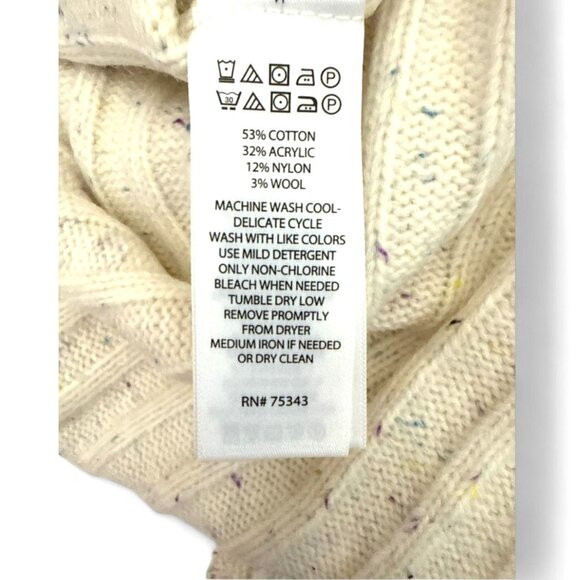 P
30 P
53% COTTON
32% ACRYLIC
12% NYLON
3% WOOL
MACHINE WASH COOL-
DELICATE CYCLE
WASH WITH LIKE COLORS
USE MILD DETERGENT
ONLY NON-CHLORINE
BLEACH WHEN NEEDED
TUMBLE DRY LOW
REMOVE PROMPTLY
FROM DRYER
MEDIUM IRON IF NEEDED
OR DRY CLEAN
RN# 75343